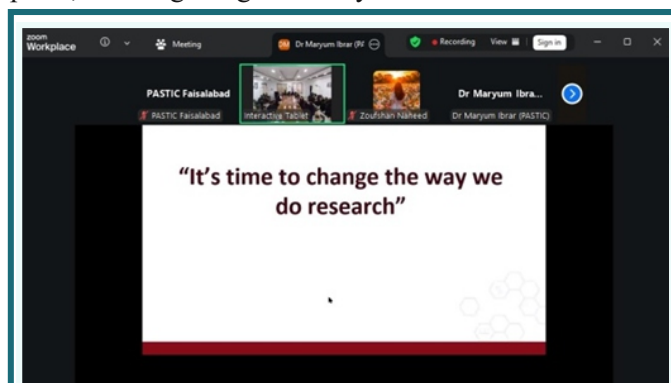 zoom
Workplace
Meeting
DM Dr Maryum Ibrar (PA
Recording View Sign in
PASTIC Faisalabad
Dr Maryum Ibra...
PASTIC Faisalabad
Interactive Tablet
Zoufshan Naheed
Dr Maryum Ibrar (PASTIC)
“It’s time to change the way we
do research”